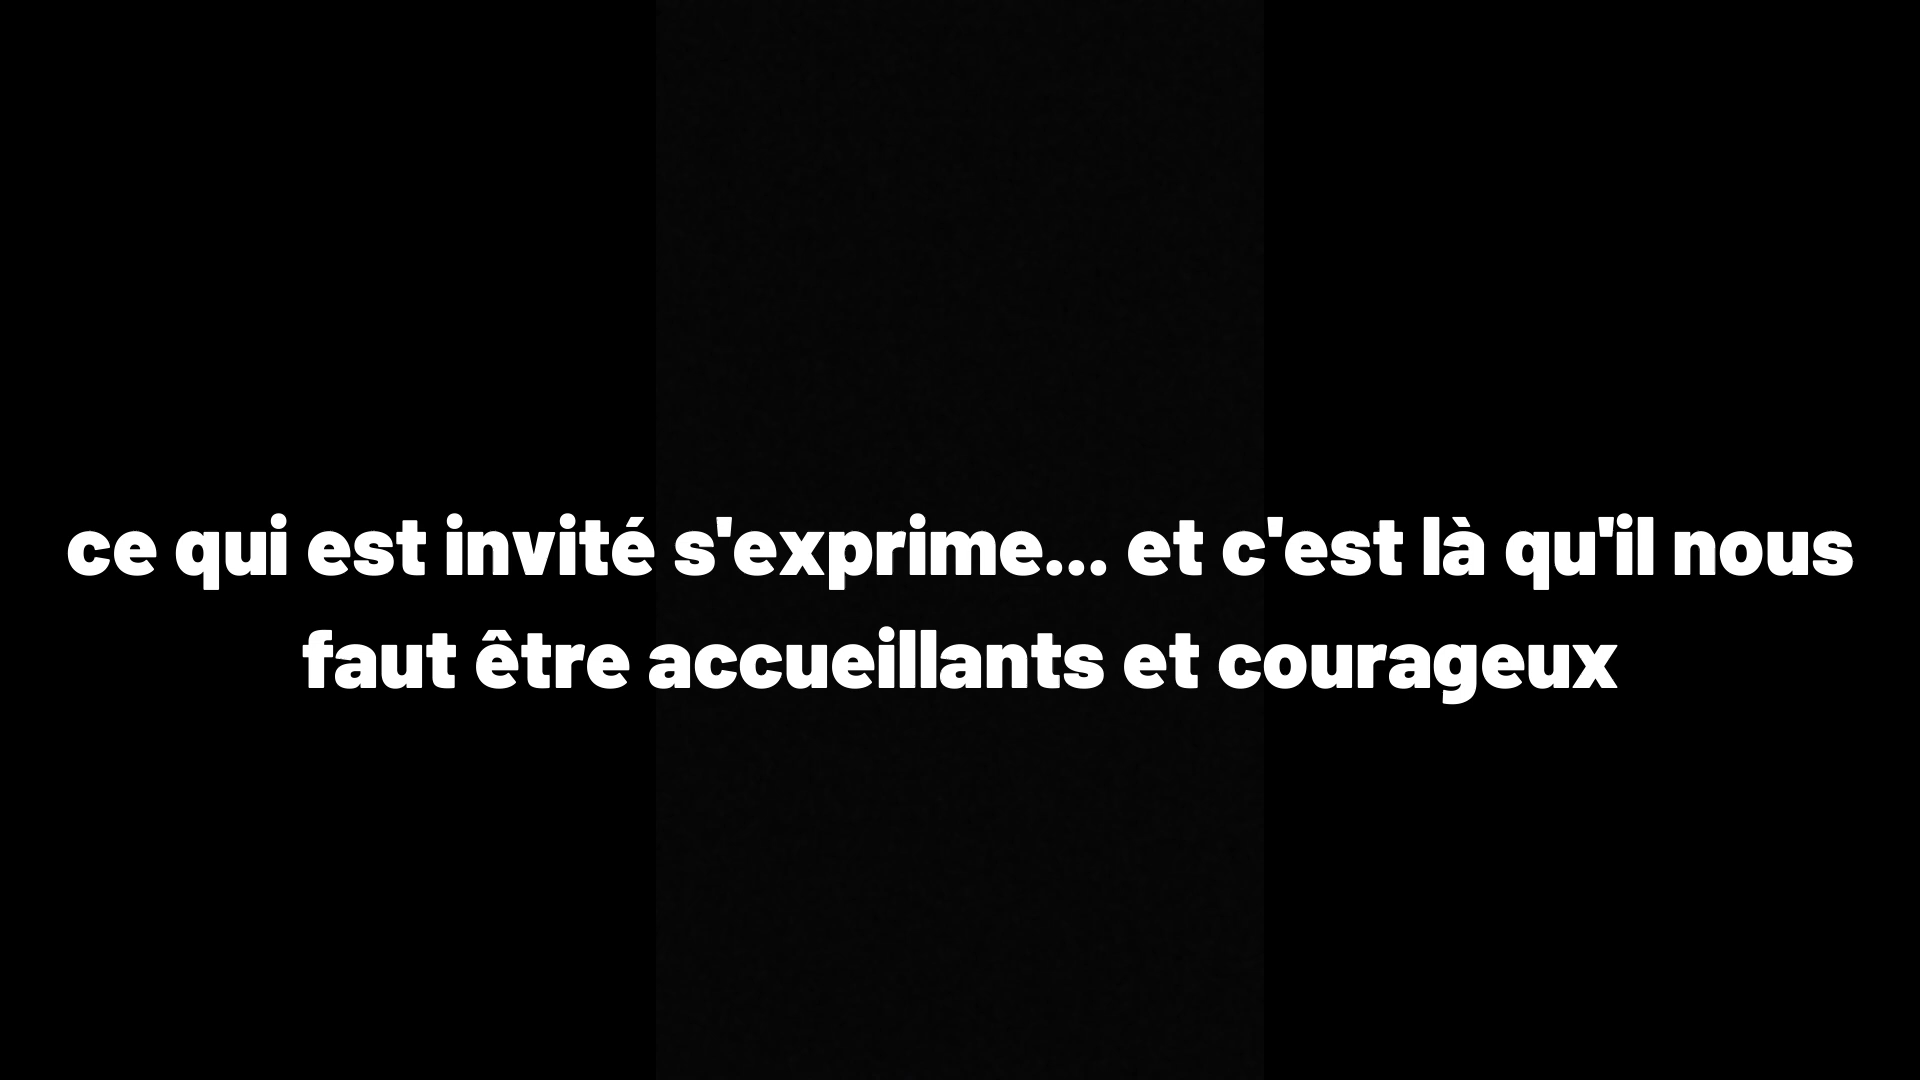 ce qui est invité s'exprime... et c'est là qu'il nous
faut être accueillants et courageux